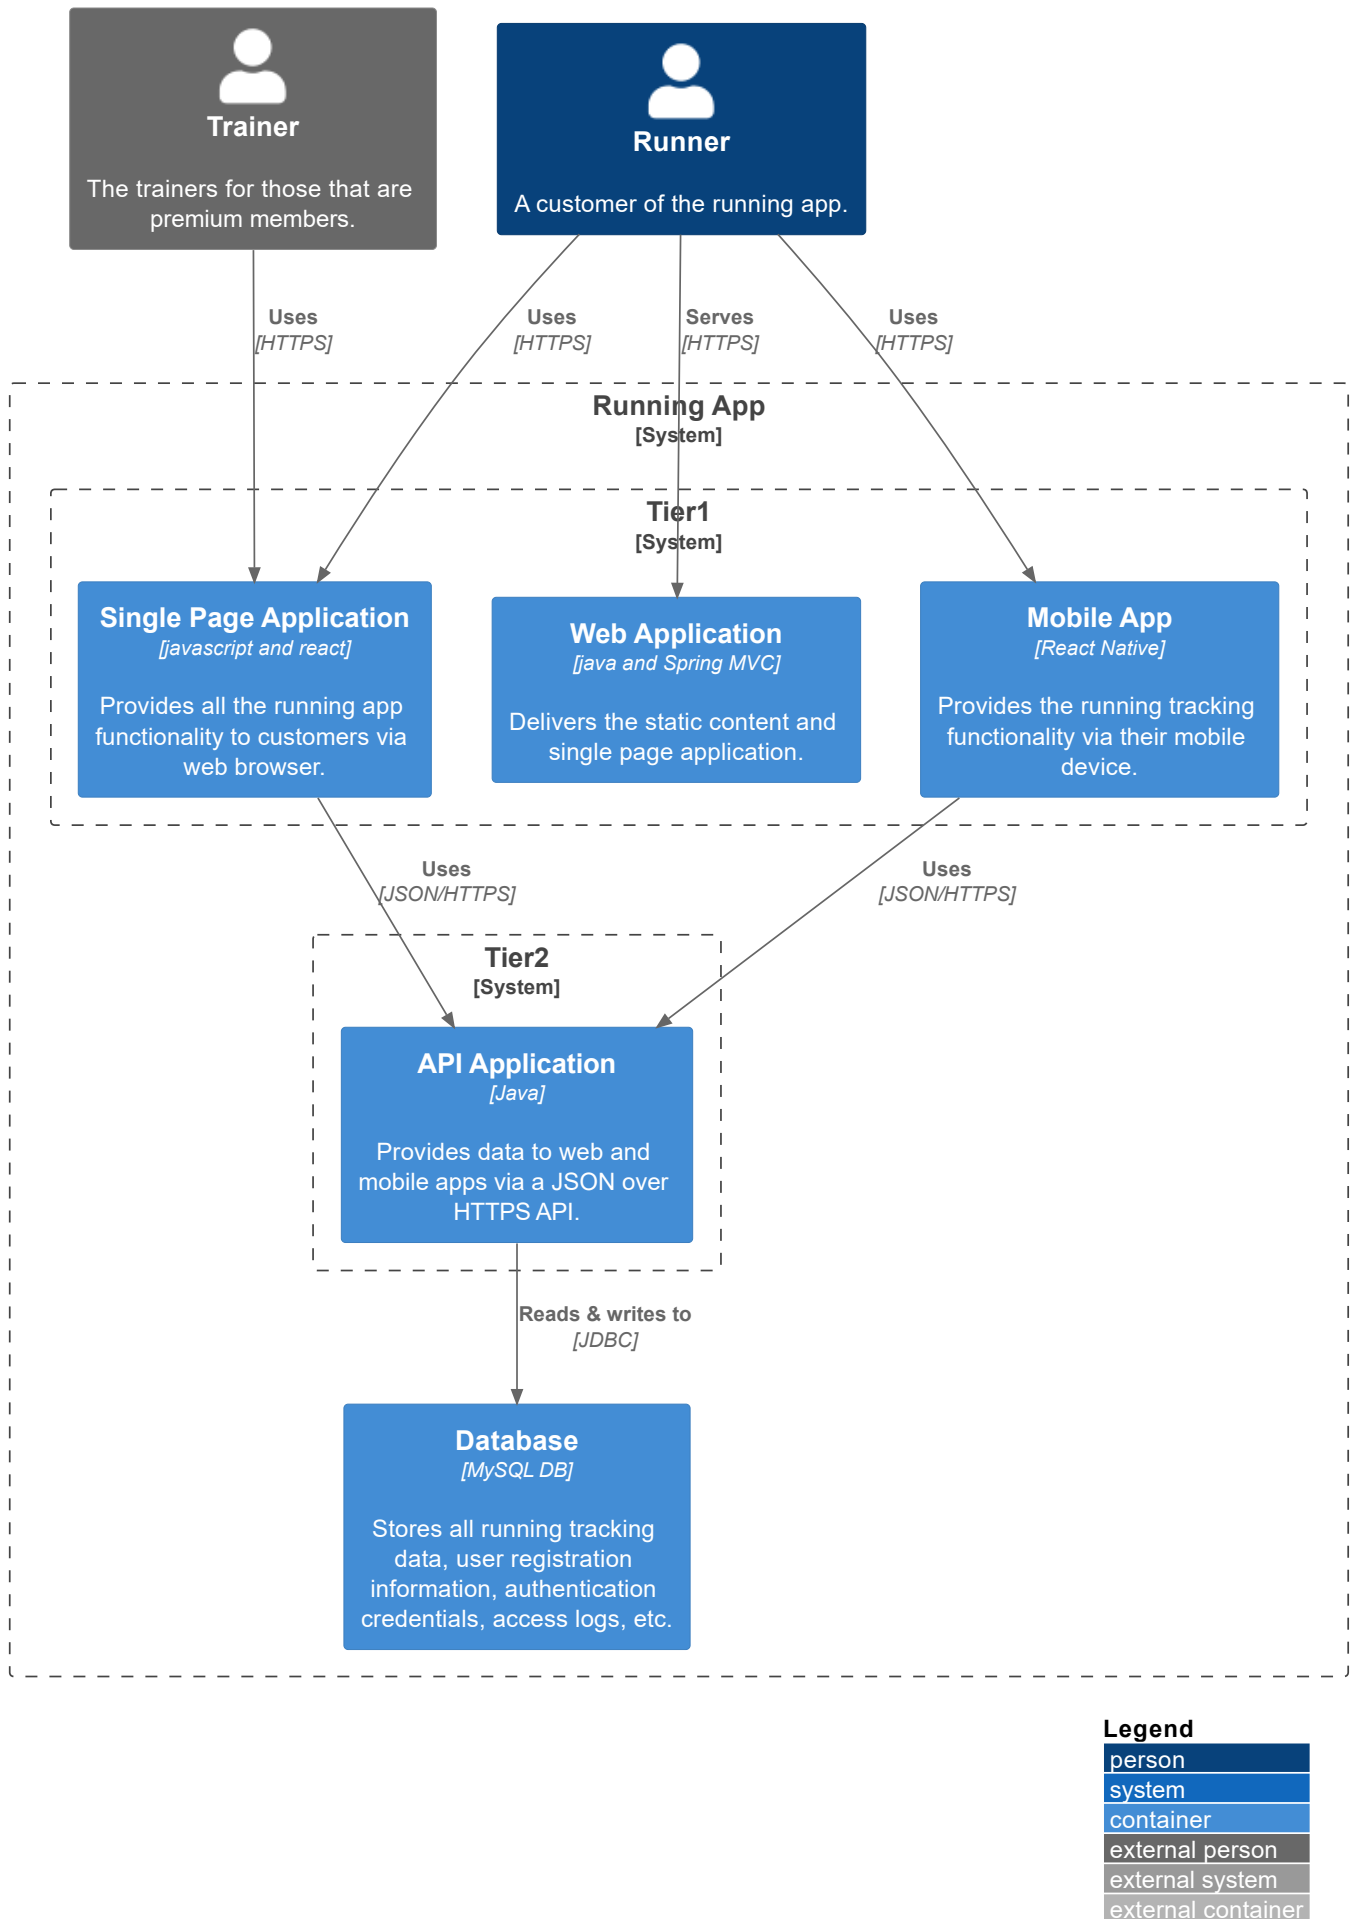 Trainer
The trainers for those that are
premium members.
Runner
A customer of the running app.
Uses
[HTTPS]
Uses
[HTTPS]
Serves
[HTTPS]
Uses
[HTTPS]
Running App
[System]
Tier1
[System]
Single Page Application
[javascript and react]
Provides all the running app
functionality to customers via
web browser.
Web Application
[java and Spring MVC]
Delivers the static content and
single page application.
Mobile App
[React Native]
Provides the running tracking
functionality via their mobile
device.
Uses
[JSON/HTTPS]
Uses
[JSON/HTTPS]
Tier2
[System]
API Application
[Java]
Provides data to web and
mobile apps via a JSON over
HTTPS API.
Reads & writes to
[JDBC]
Database
[MySQL DB]
Stores all running tracking
data, user registration
information, authentication
credentials, access logs, etc.
Legend
person
system
container
external person
external system
external container